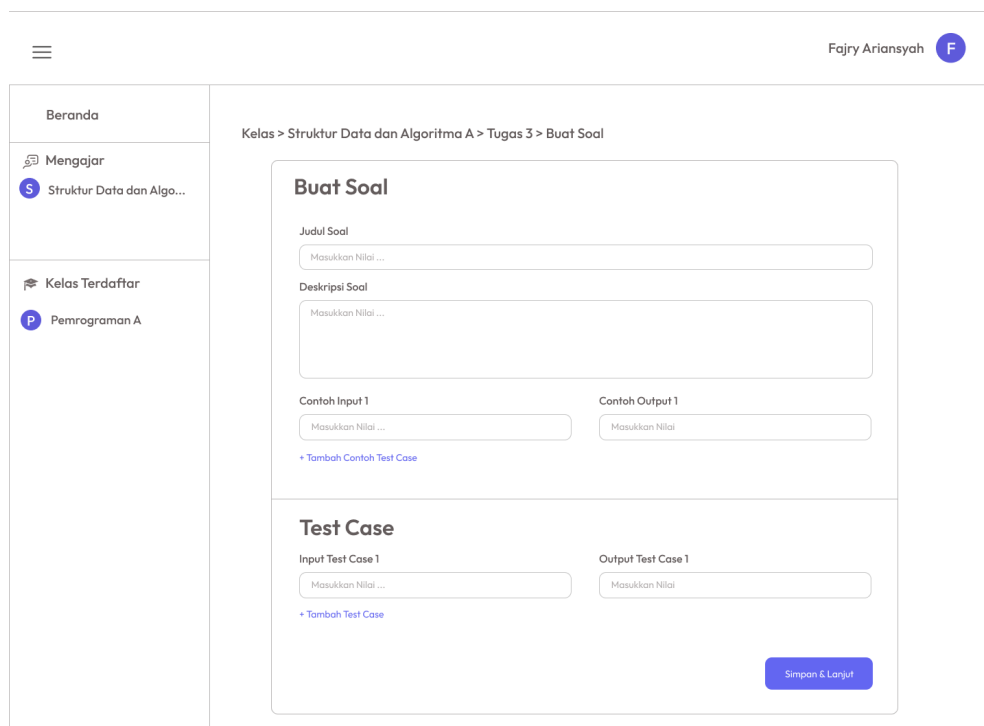 Fajry Ariansyah
F
Beranda
Mengajar
S Struktur Data dan Algo...
Kelas Terdaftar
P Pemrograman A
Kelas > Struktur Data dan Algoritma A > Tugas 3 > Buat Soal
Buat Soal
Judul Soal
Masukkan Nilai ...
Deskripsi Soal
Masukkan Nilai ...
Contoh Input 1
Contoh Output 1
Masukkan Nilai ...
Masukkan Nilai
+ Tambah Contoh Test Case
Test Case
Input Test Case 1
Output Test Case 1
Masukkan Nilai ...
Masukkan Nilai
+ Tambah Test Case
Simpan & Lanjut